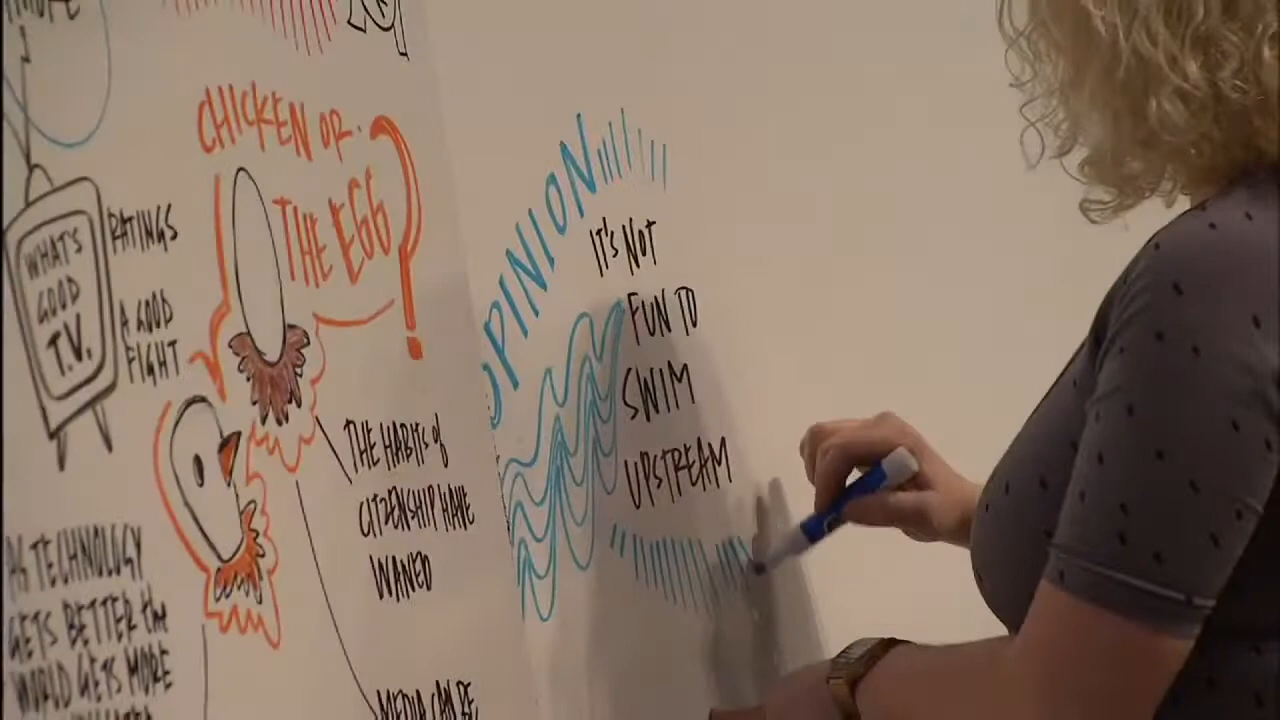 CHICKEN OR
THE EGG?
WHAT'S
GOOD
T.V.
RATINGS
A GOOD
FIGHT
THE HABITS of
CITIZENSHIP HAVE
WANED
AS TECHNOLOGY
GETS BETTER the
WORLD GETS MORE
MEDIA CAN BE
OPINION
IT'S NOT
FUN TO
SWIM
UPSTREAM